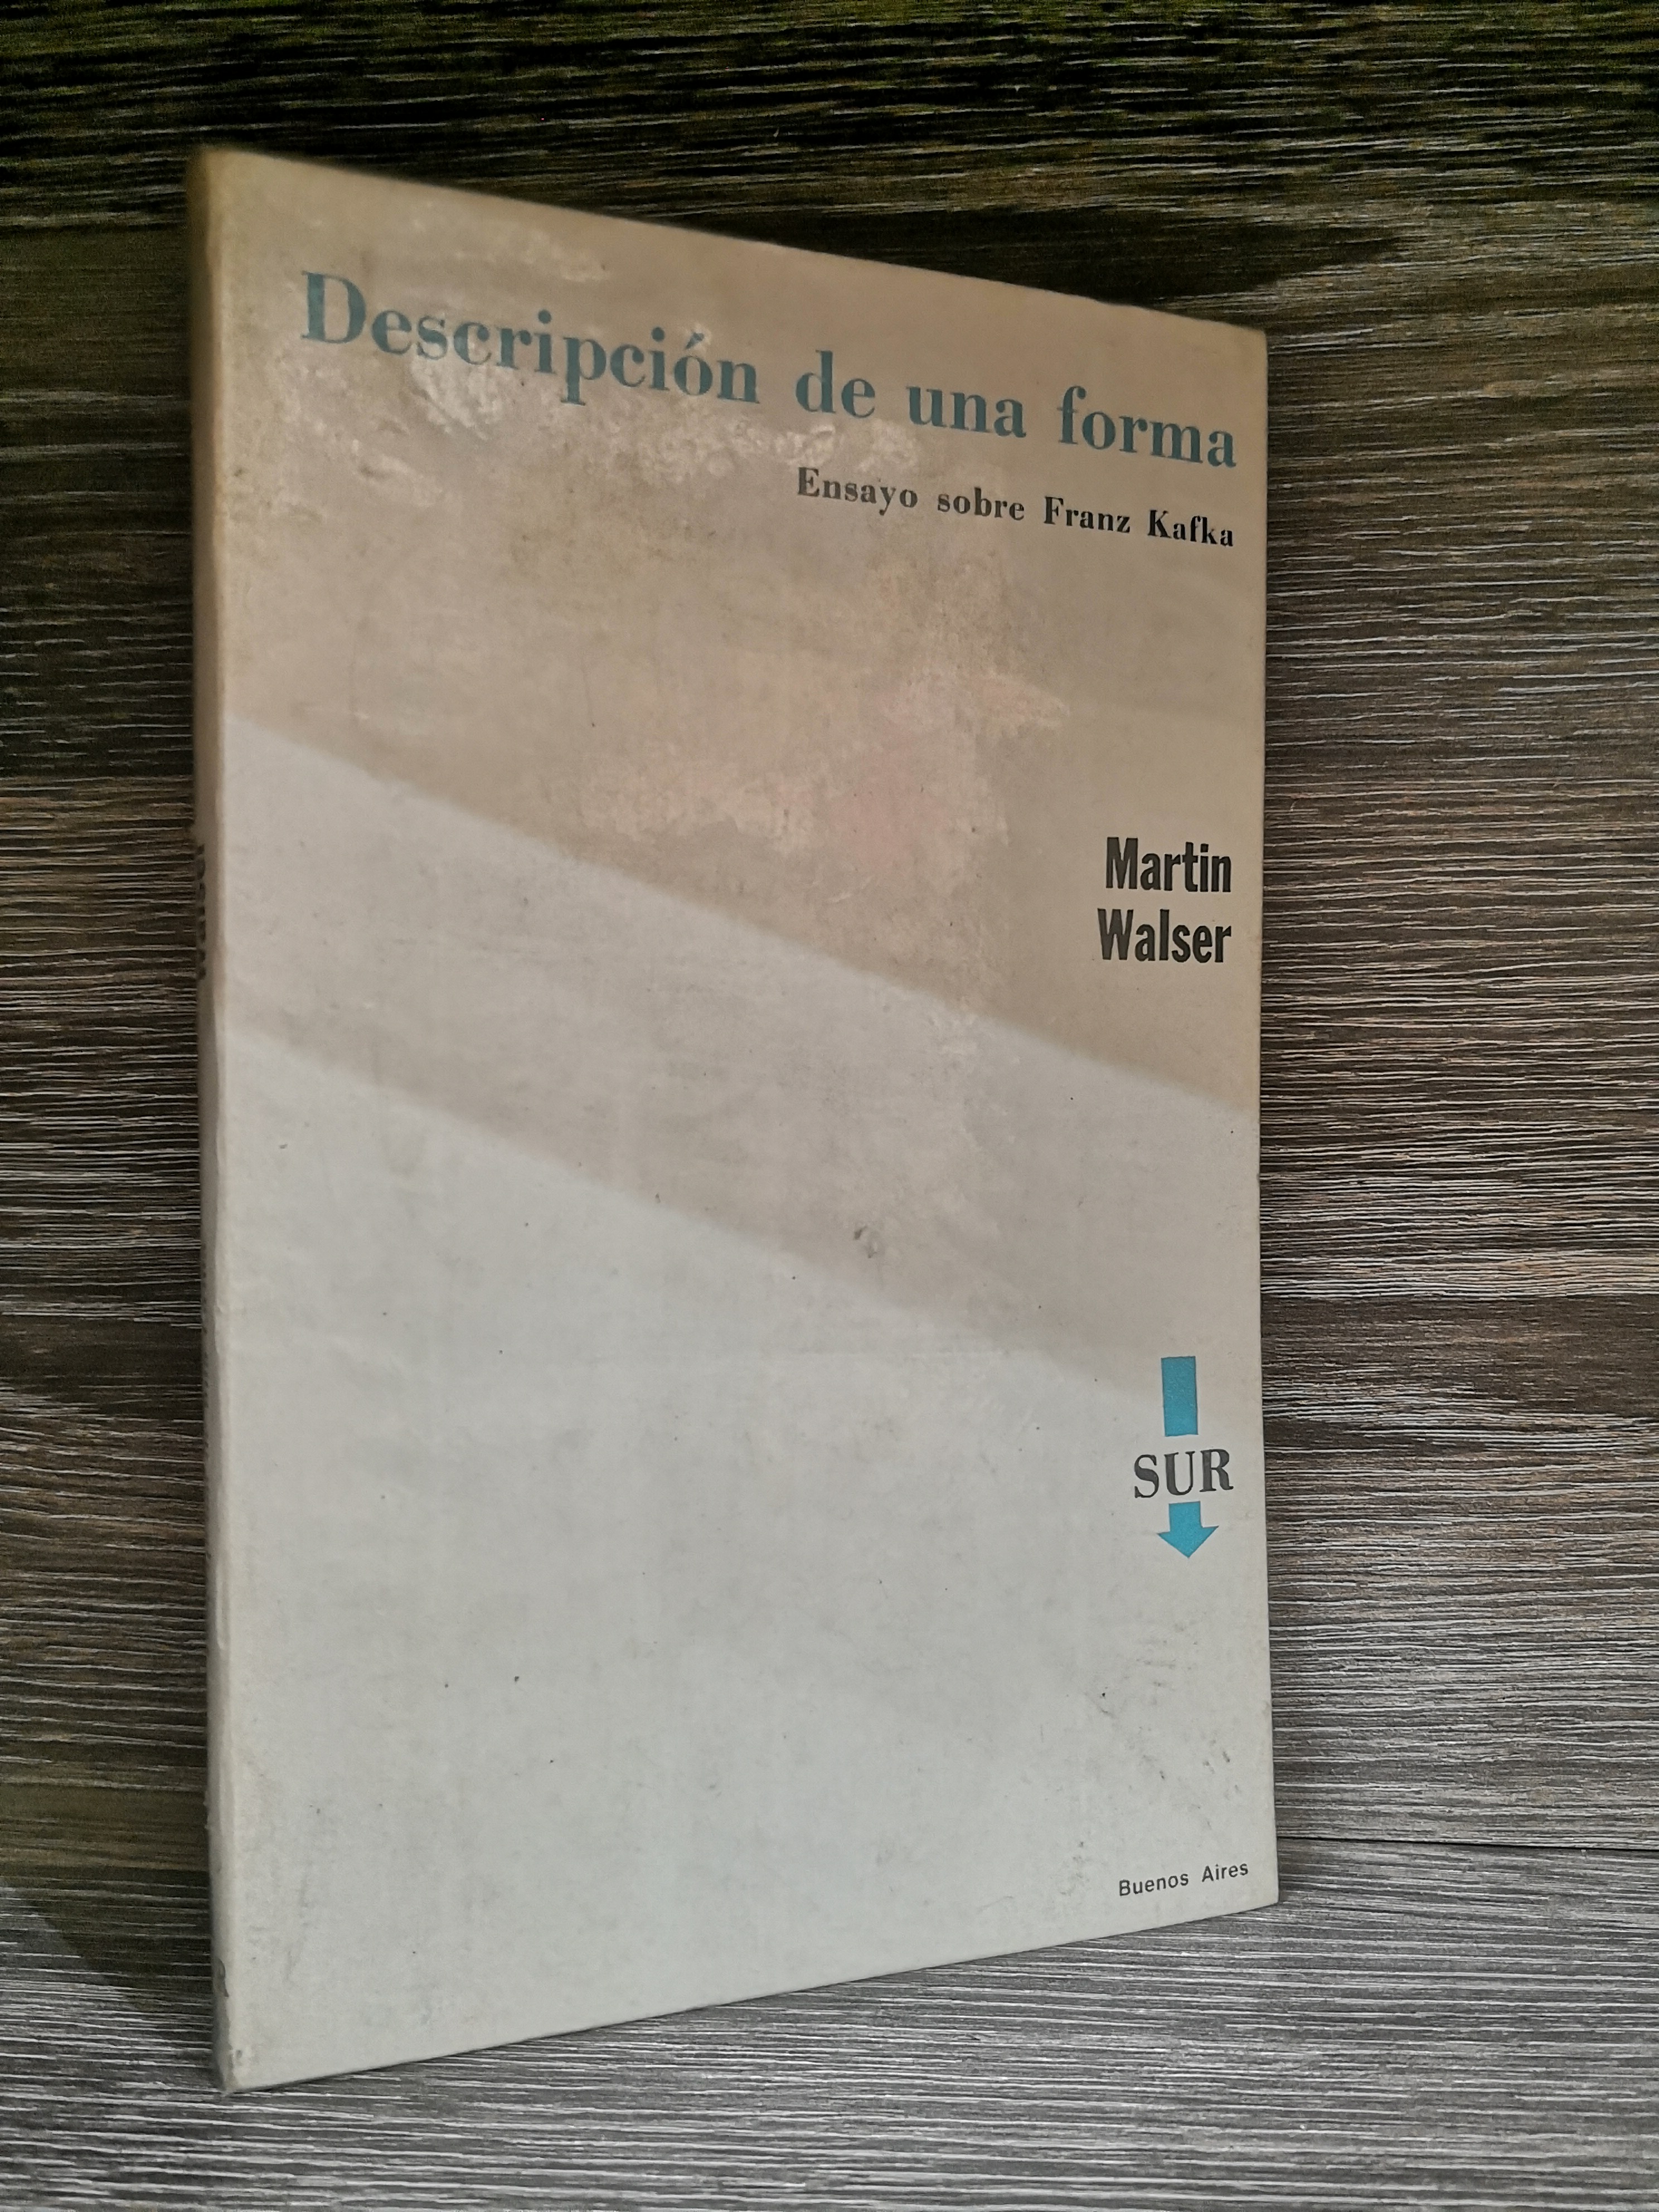 Descripción de una forma
Ensayo sobre Franz Kafka
Martin
Walser
SUR
Buenos Aires